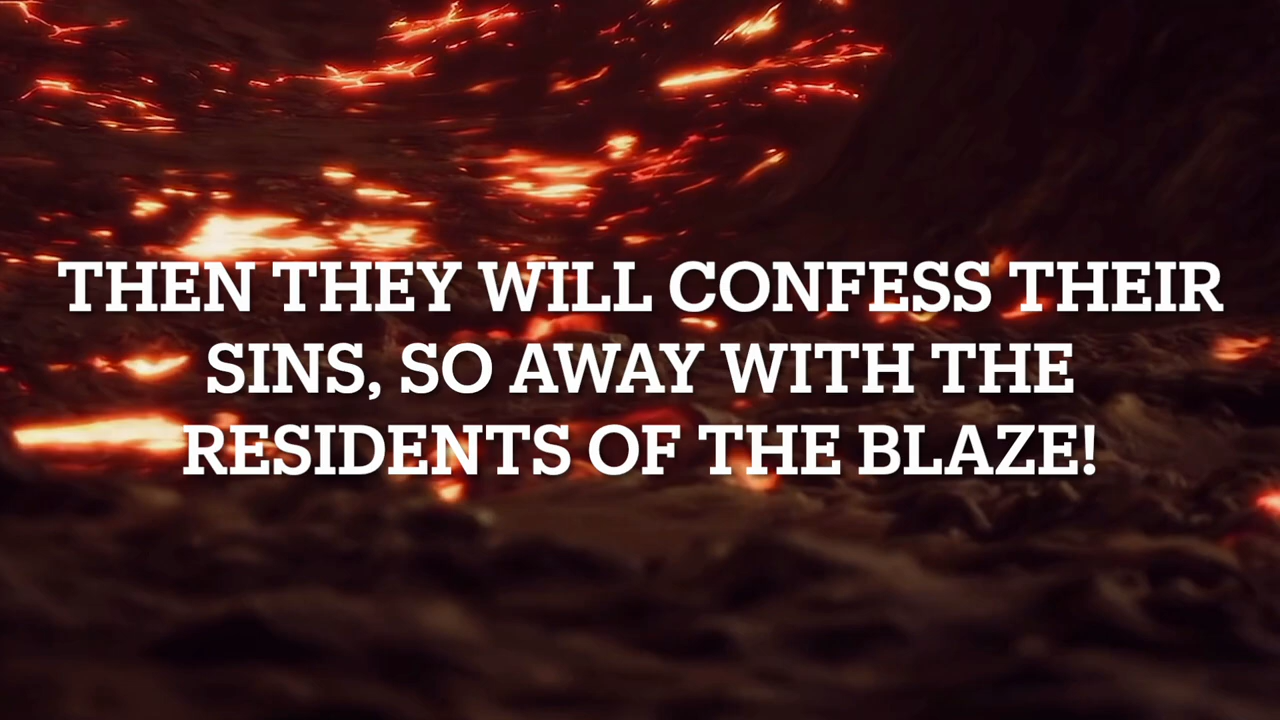 THEN THEY WILL CONFESS THEIR
SINS, SO AWAY WITH THE
RESIDENTS OF THE BLAZE!